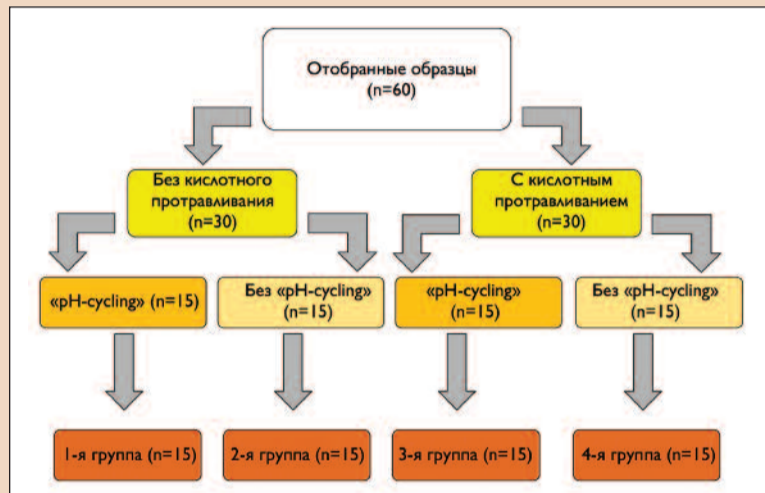 Отобранные образцы
(n=60)
Без кислотного
протравливания
(n=30)
С кислотным
протравливанием
(n=30)
«pH-cycling» (n=15)
Без «pH-cycling»
(n=15)
«pH-cycling»
(n=15)
Без «pH-cycling»
(n=15)
1-я группа (n=15)
2-я группа (n=15)
3-я группа (n=15)
4-я группа (n=15)